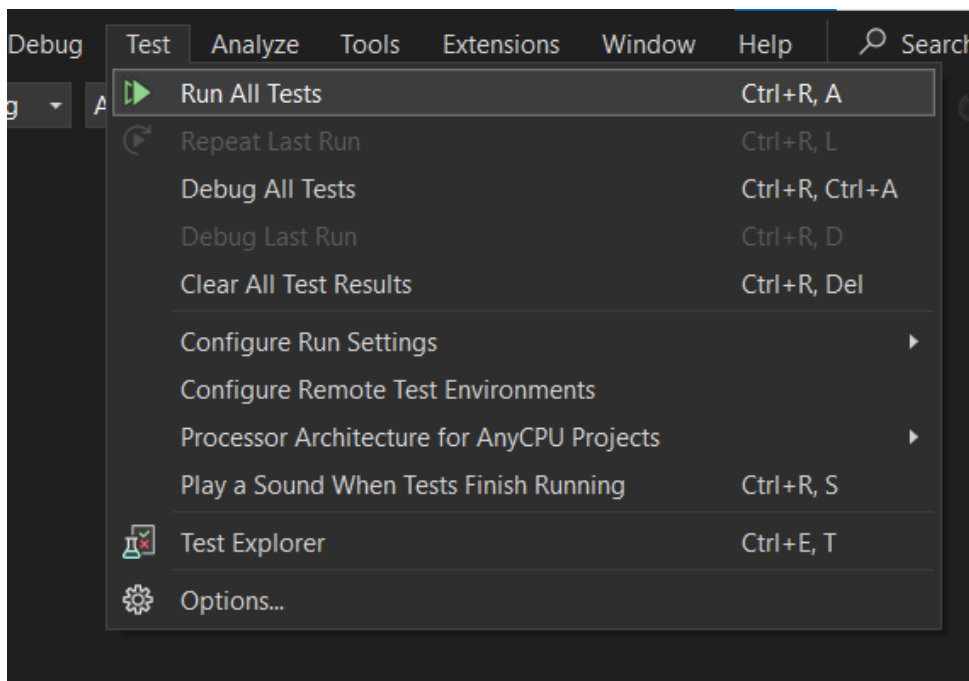 Debug Test Analyze Tools Extensions Window Help Search
g A
Run All Tests Ctrl+R, A
Repeat Last Run Ctrl+R, L
Debug All Tests Ctrl+R, Ctrl+A
Debug Last Run Ctrl+R, D
Clear All Test Results Ctrl+R, Del
Configure Run Settings
Configure Remote Test Environments
Processor Architecture for AnyCPU Projects
Play a Sound When Tests Finish Running Ctrl+R, S
Test Explorer Ctrl+E, T
Options...